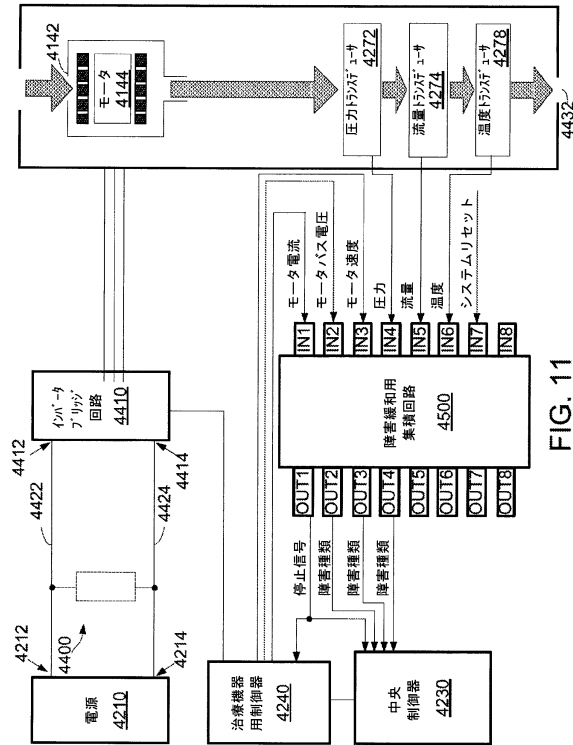 4142
モータ
4144
圧力トランスデューサ
4272
流量トランスデューサ
4274
温度トランスデューサ
4278
4432
電源
4210
4212
4214
4400
4422
4424
4412
4414
インバータ
ブリッジ
回路
4410
治療機器
用制御器
4240
中央
制御器
4230
停止信号
障害種類
障害種類
障害種類
OUT1
OUT2
OUT3
OUT4
OUT5
OUT6
OUT7
OUT8
障害緩和用
集積回路
4500
IN1
IN2
IN3
IN4
IN5
IN6
IN7
IN8
モータ電流
モータバス電圧
モータ速度
圧力
流量
温度
システムリセット
FIG. 11